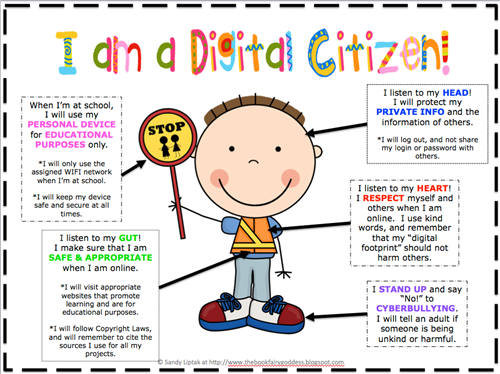 I am a Digital Citizen!
When I'm at school,
I will use my
PERSONAL DEVICE
for EDUCATIONAL
PURPOSES only.
*I will only use the
assigned WIFI network
when I'm at school.
*I will keep my device
safe and secure at all
times.
STOP
I listen to my HEAD!
I will protect my
PRIVATE INFO and the
information of others.
*I will log out, and not share
my login or password with
others.
I listen to my HEART!
I RESPECT myself and
others when I am
online. I use kind
words, and remember
that my "digital
footprint" should not
harm others.
I listen to my GUT!
I make sure that I am
SAFE & APPROPRIATE
when I am online.
*I will visit appropriate
websites that promote
learning and are for
educational purposes.
*I will follow Copyright Laws,
and will remember to cite the
sources I use for all my
projects.
I STAND UP and say
"No!" to
CYBERBULLYING.
I will tell an adult if
someone is being
unkind or harmful.
© Sandy Liptak at http://www.thebookfairygoddess.blogspot.com